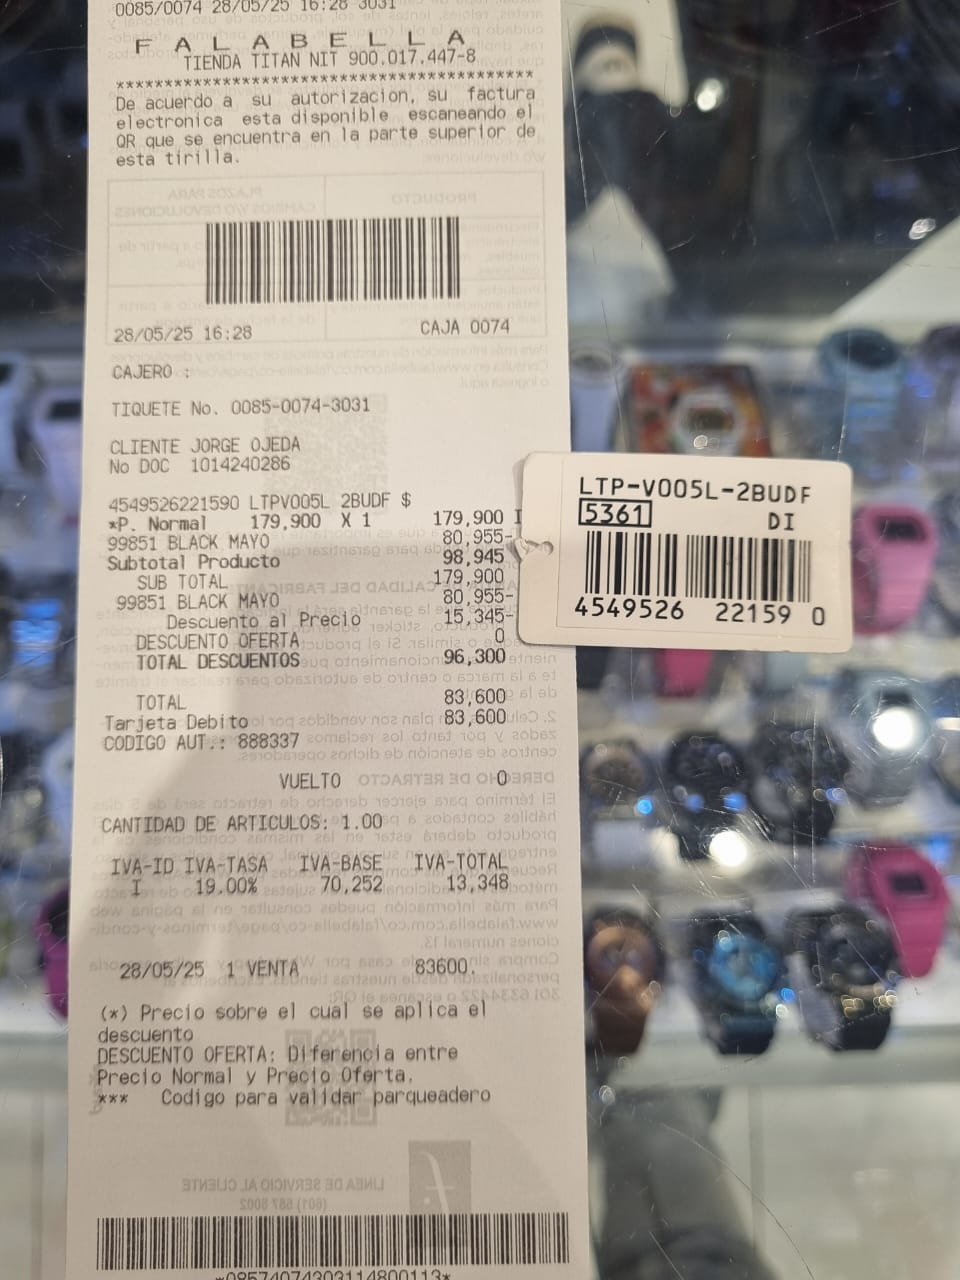 0085/0074 28/05/25 16:28 3031
F A L A B E L L A
TIENDA TITAN NIT 900.017.447-8
**************************************************
De acuerdo a su autorizacion, su factura
electronica esta disponible escaneando el
QR que se encuentra en la parte superior de
esta tirilla.
28/05/25 16:28 CAJA 0074
CAJERO :
TIQUETE No. 0085-0074-3031
CLIENTE JORGE OJEDA
No DOC 1014240286
4549526221590 LTPV005L 2BUDF $
*P. Normal 179,900 X 1 179,900 I
99851 BLACK MAYO 80,955-
Subtotal Producto 98,945
SUB TOTAL 179,900
99851 BLACK MAYO 80,955-
Descuento al Precio 15,345-
DESCUENTO OFERTA 0
TOTAL DESCUENTOS 96,300
TOTAL 83,600
Tarjeta Debito 83,600
CODIGO AUT.: 888337
VUELTO 0
CANTIDAD DE ARTICULOS: 1.00
IVA-ID IVA-TASA IVA-BASE IVA-TOTAL
I 19.00% 70,252 13,348
28/05/25 1 VENTA 83600.
(*) Precio sobre el cual se aplica el
descuento
DESCUENTO OFERTA: Diferencia entre
Precio Normal y Precio Oferta.
*** Codigo para validar parqueadero
LTP-V005L-2BUDF
5361 DI
4549526 22159 0